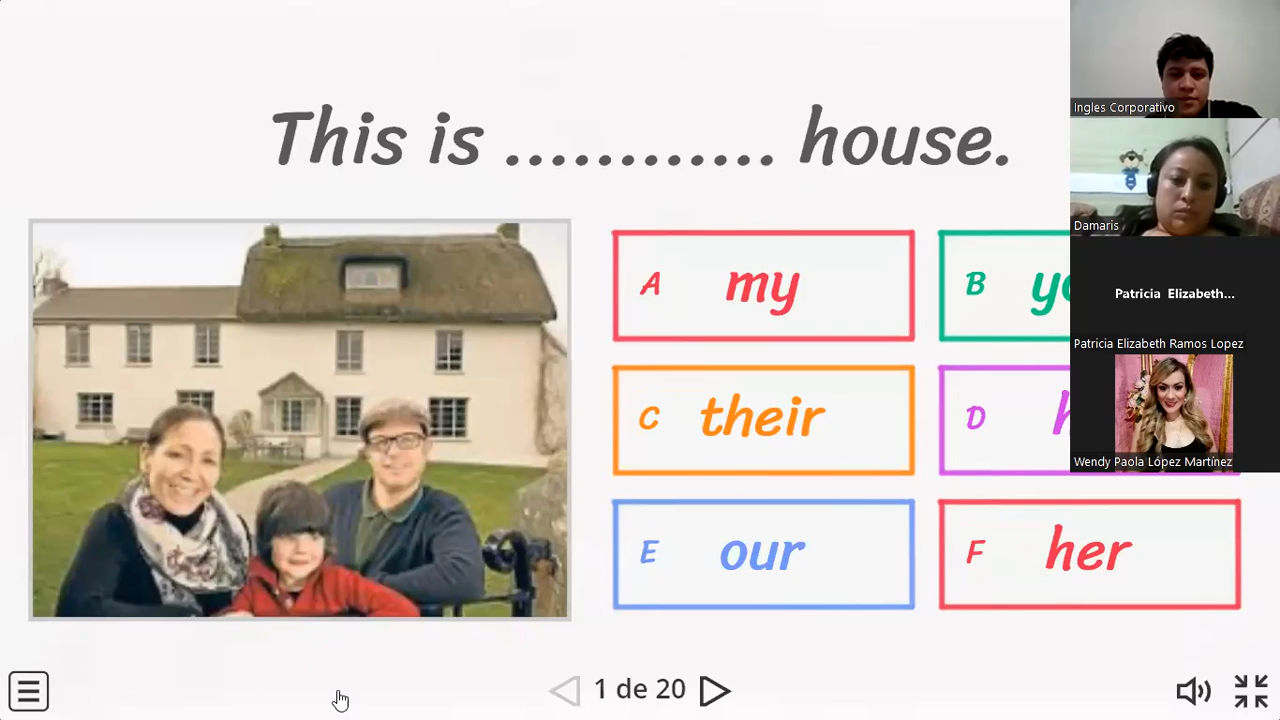 This is ............ house.
A my
B
C their
D
E our
F her
1 de 20
Ingles Corporativo
Damaris
Patricia Elizabeth...
Patricia Elizabeth Ramos Lopez
Wendy Paola López Martínez